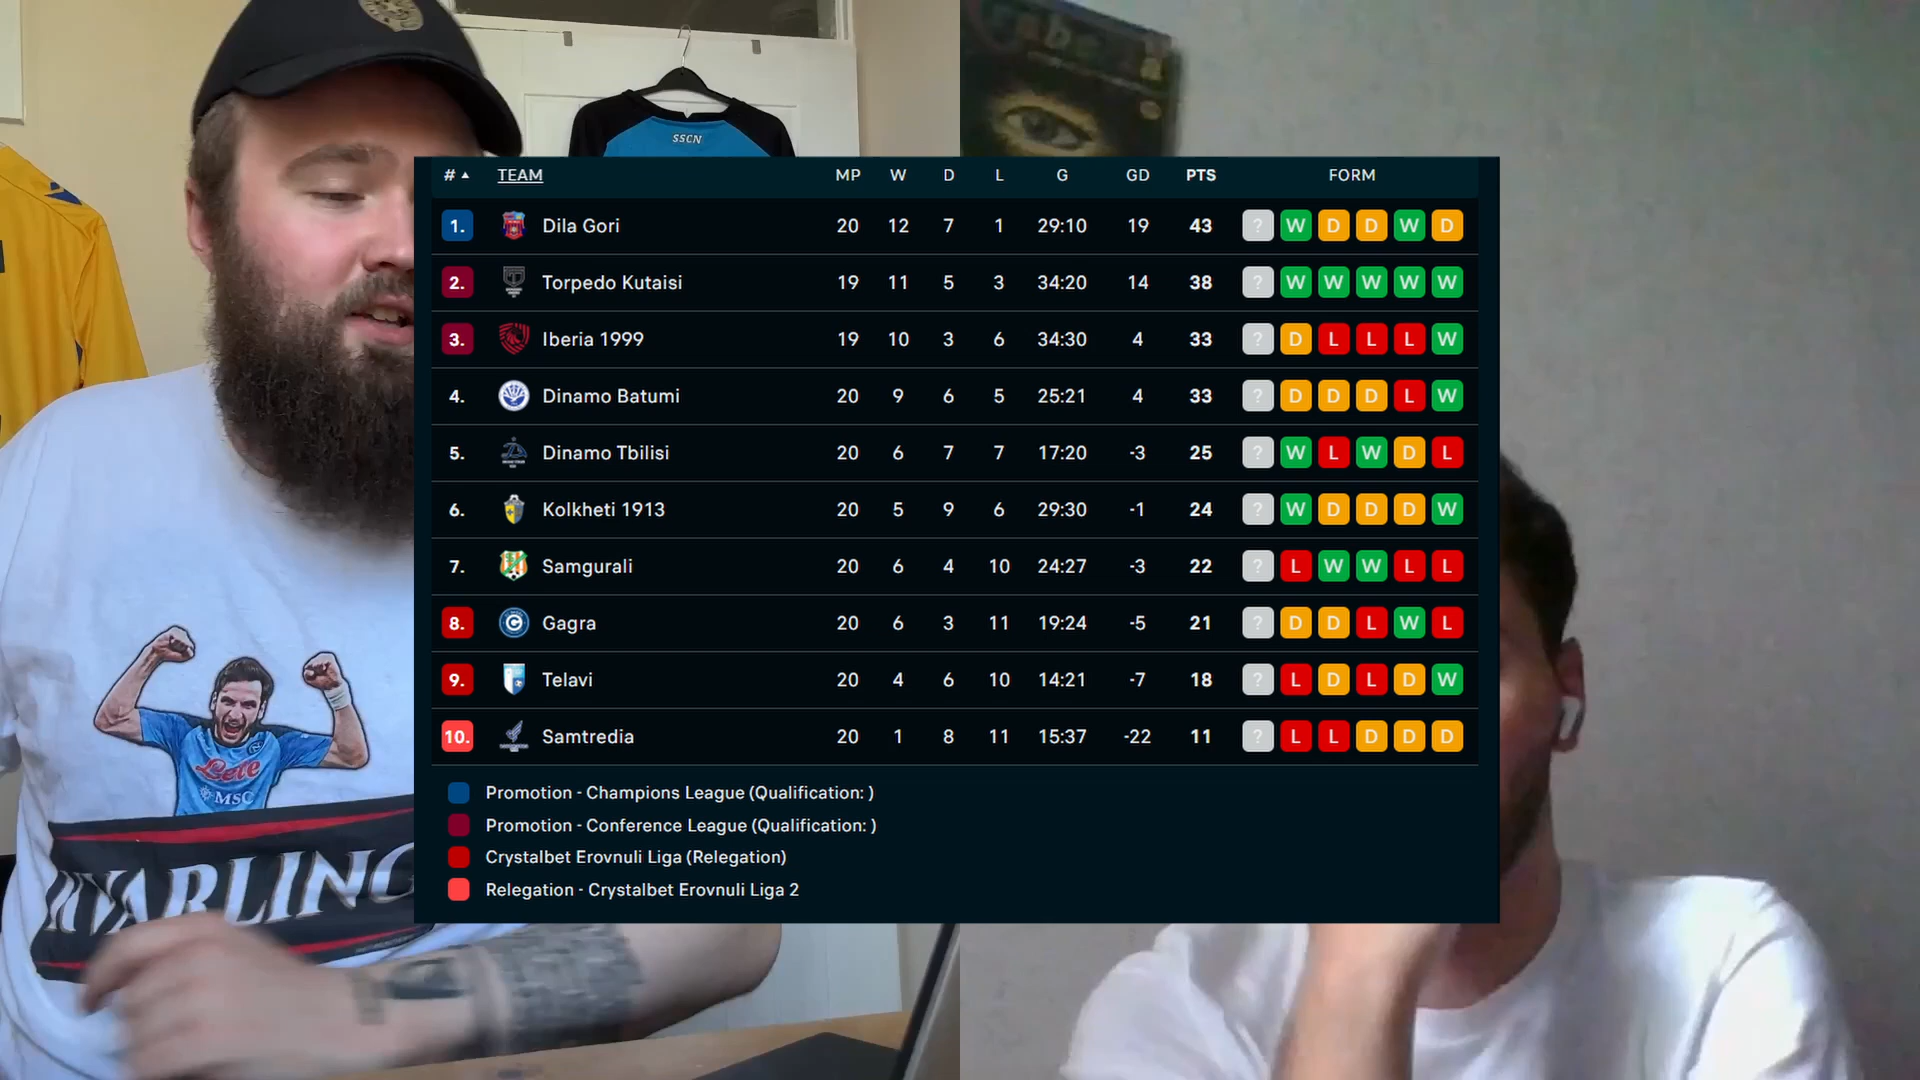 SSCN
# TEAM MP W D L G GD PTS FORM
1. Dila Gori 20 12 7 1 29:10 19 43 ? W D D W D
2. Torpedo Kutaisi 19 11 5 3 34:20 14 38 ? W W W W W
3. Iberia 1999 19 10 3 6 34:30 4 33 ? D L L L W
4. Dinamo Batumi 20 9 6 5 25:21 4 33 ? D D D L W
5. Dinamo Tbilisi 20 6 7 7 17:20 -3 25 ? W L W D L
6. Kolkheti 1913 20 5 9 6 29:30 -1 24 ? W D D D W
7. Samgurali 20 6 4 10 24:27 -3 22 ? L W W L L
8. Gagra 20 6 3 11 19:24 -5 21 ? D D L W L
9. Telavi 20 4 6 10 14:21 -7 18 ? L D L D W
10. Samtredia 20 1 8 11 15:37 -22 11 ? L L D D D
Promotion - Champions League (Qualification: )
Promotion - Conference League (Qualification: )
Crystalbet Erovnuli Liga (Relegation)
Relegation - Crystalbet Erovnuli Liga 2
Lete
MSC
KVARLING